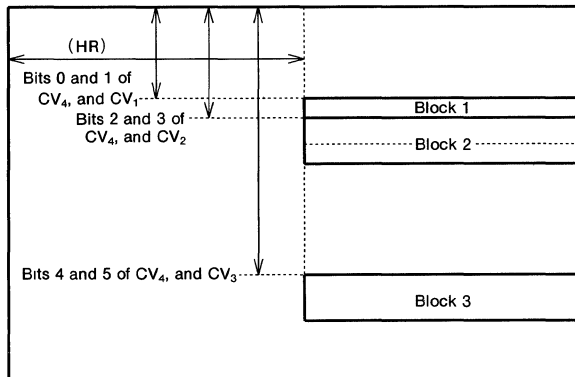 (HR)
Bits 0 and 1 of
CV₄, and CV₁
Block 1
Bits 2 and 3 of
CV₄, and CV₂
Block 2
Bits 4 and 5 of CV₄, and CV₃
Block 3